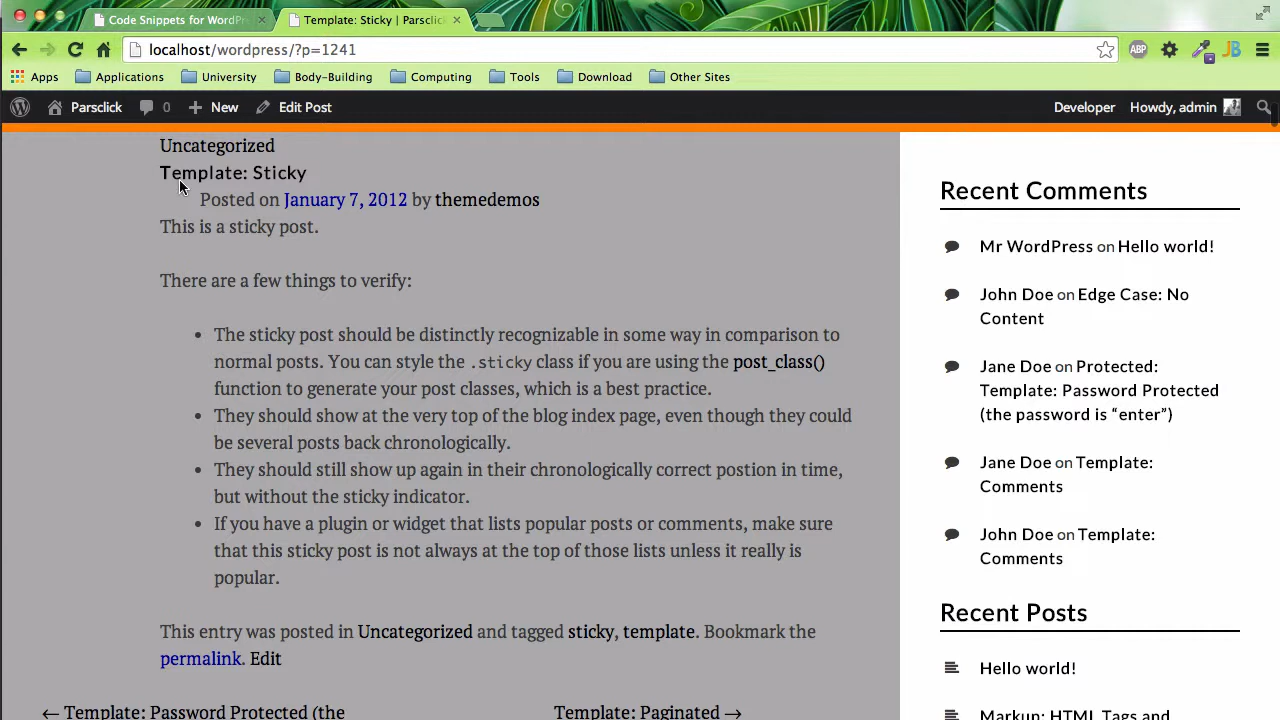 Code Snippets for WordPr
Template: Sticky | Parsclick
localhost/wordpress/?p=1241
ABP
JB
Apps
Applications
University
Body-Building
Computing
Tools
Download
Other Sites
Parsclick
0
New
Edit Post
Developer
Howdy, admin
Uncategorized
Template: Sticky
Posted on January 7, 2012 by themedemos
This is a sticky post.
There are a few things to verify:
• The sticky post should be distinctly recognizable in some way in comparison to
normal posts. You can style the .sticky class if you are using the post_class()
function to generate your post classes, which is a best practice.
• They should show at the very top of the blog index page, even though they could
be several posts back chronologically.
• They should still show up again in their chronologically correct postion in time,
but without the sticky indicator.
• If you have a plugin or widget that lists popular posts or comments, make sure
that this sticky post is not always at the top of those lists unless it really is
popular.
This entry was posted in Uncategorized and tagged sticky, template. Bookmark the
permalink. Edit
← Template: Password Protected (the
Template: Paginated →
Recent Comments
Mr WordPress on Hello world!
John Doe on Edge Case: No
Content
Jane Doe on Protected:
Template: Password Protected
(the password is “enter”)
Jane Doe on Template:
Comments
John Doe on Template:
Comments
Recent Posts
Hello world!
Markup: HTML Tags and